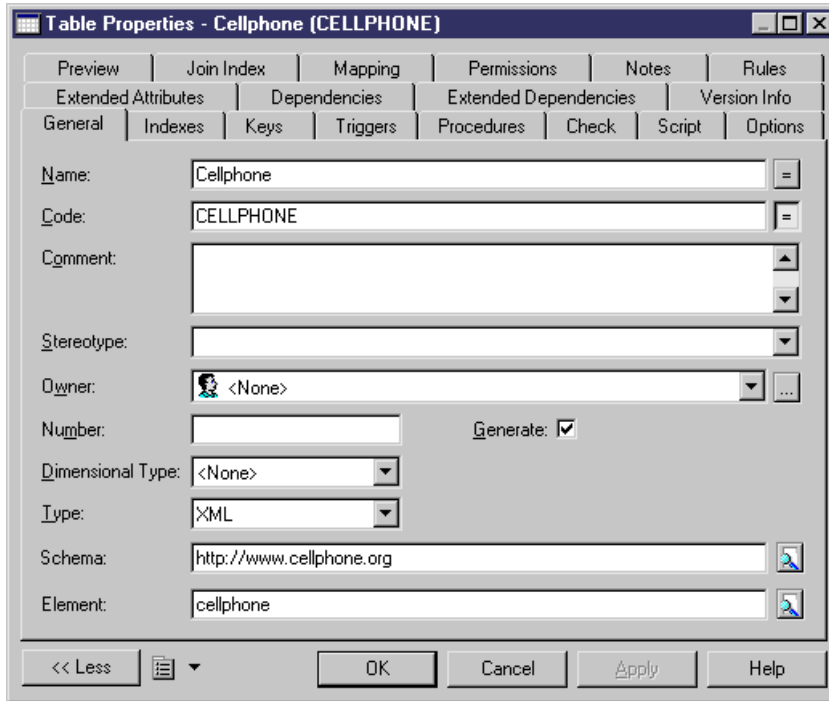 Table Properties - Cellphone (CELLPHONE)
Preview Join Index Mapping Permissions Notes Rules
Extended Attributes Dependencies Extended Dependencies Version Info
General Indexes Keys Triggers Procedures Check Script Options
Name: Cellphone =
Code: CELLPHONE =
Comment:
Stereotype:
Owner: <None> ...
Number: Generate:
Dimensional Type: <None>
Type: XML
Schema: http://www.cellphone.org
Element: cellphone
<< Less OK Cancel Apply Help